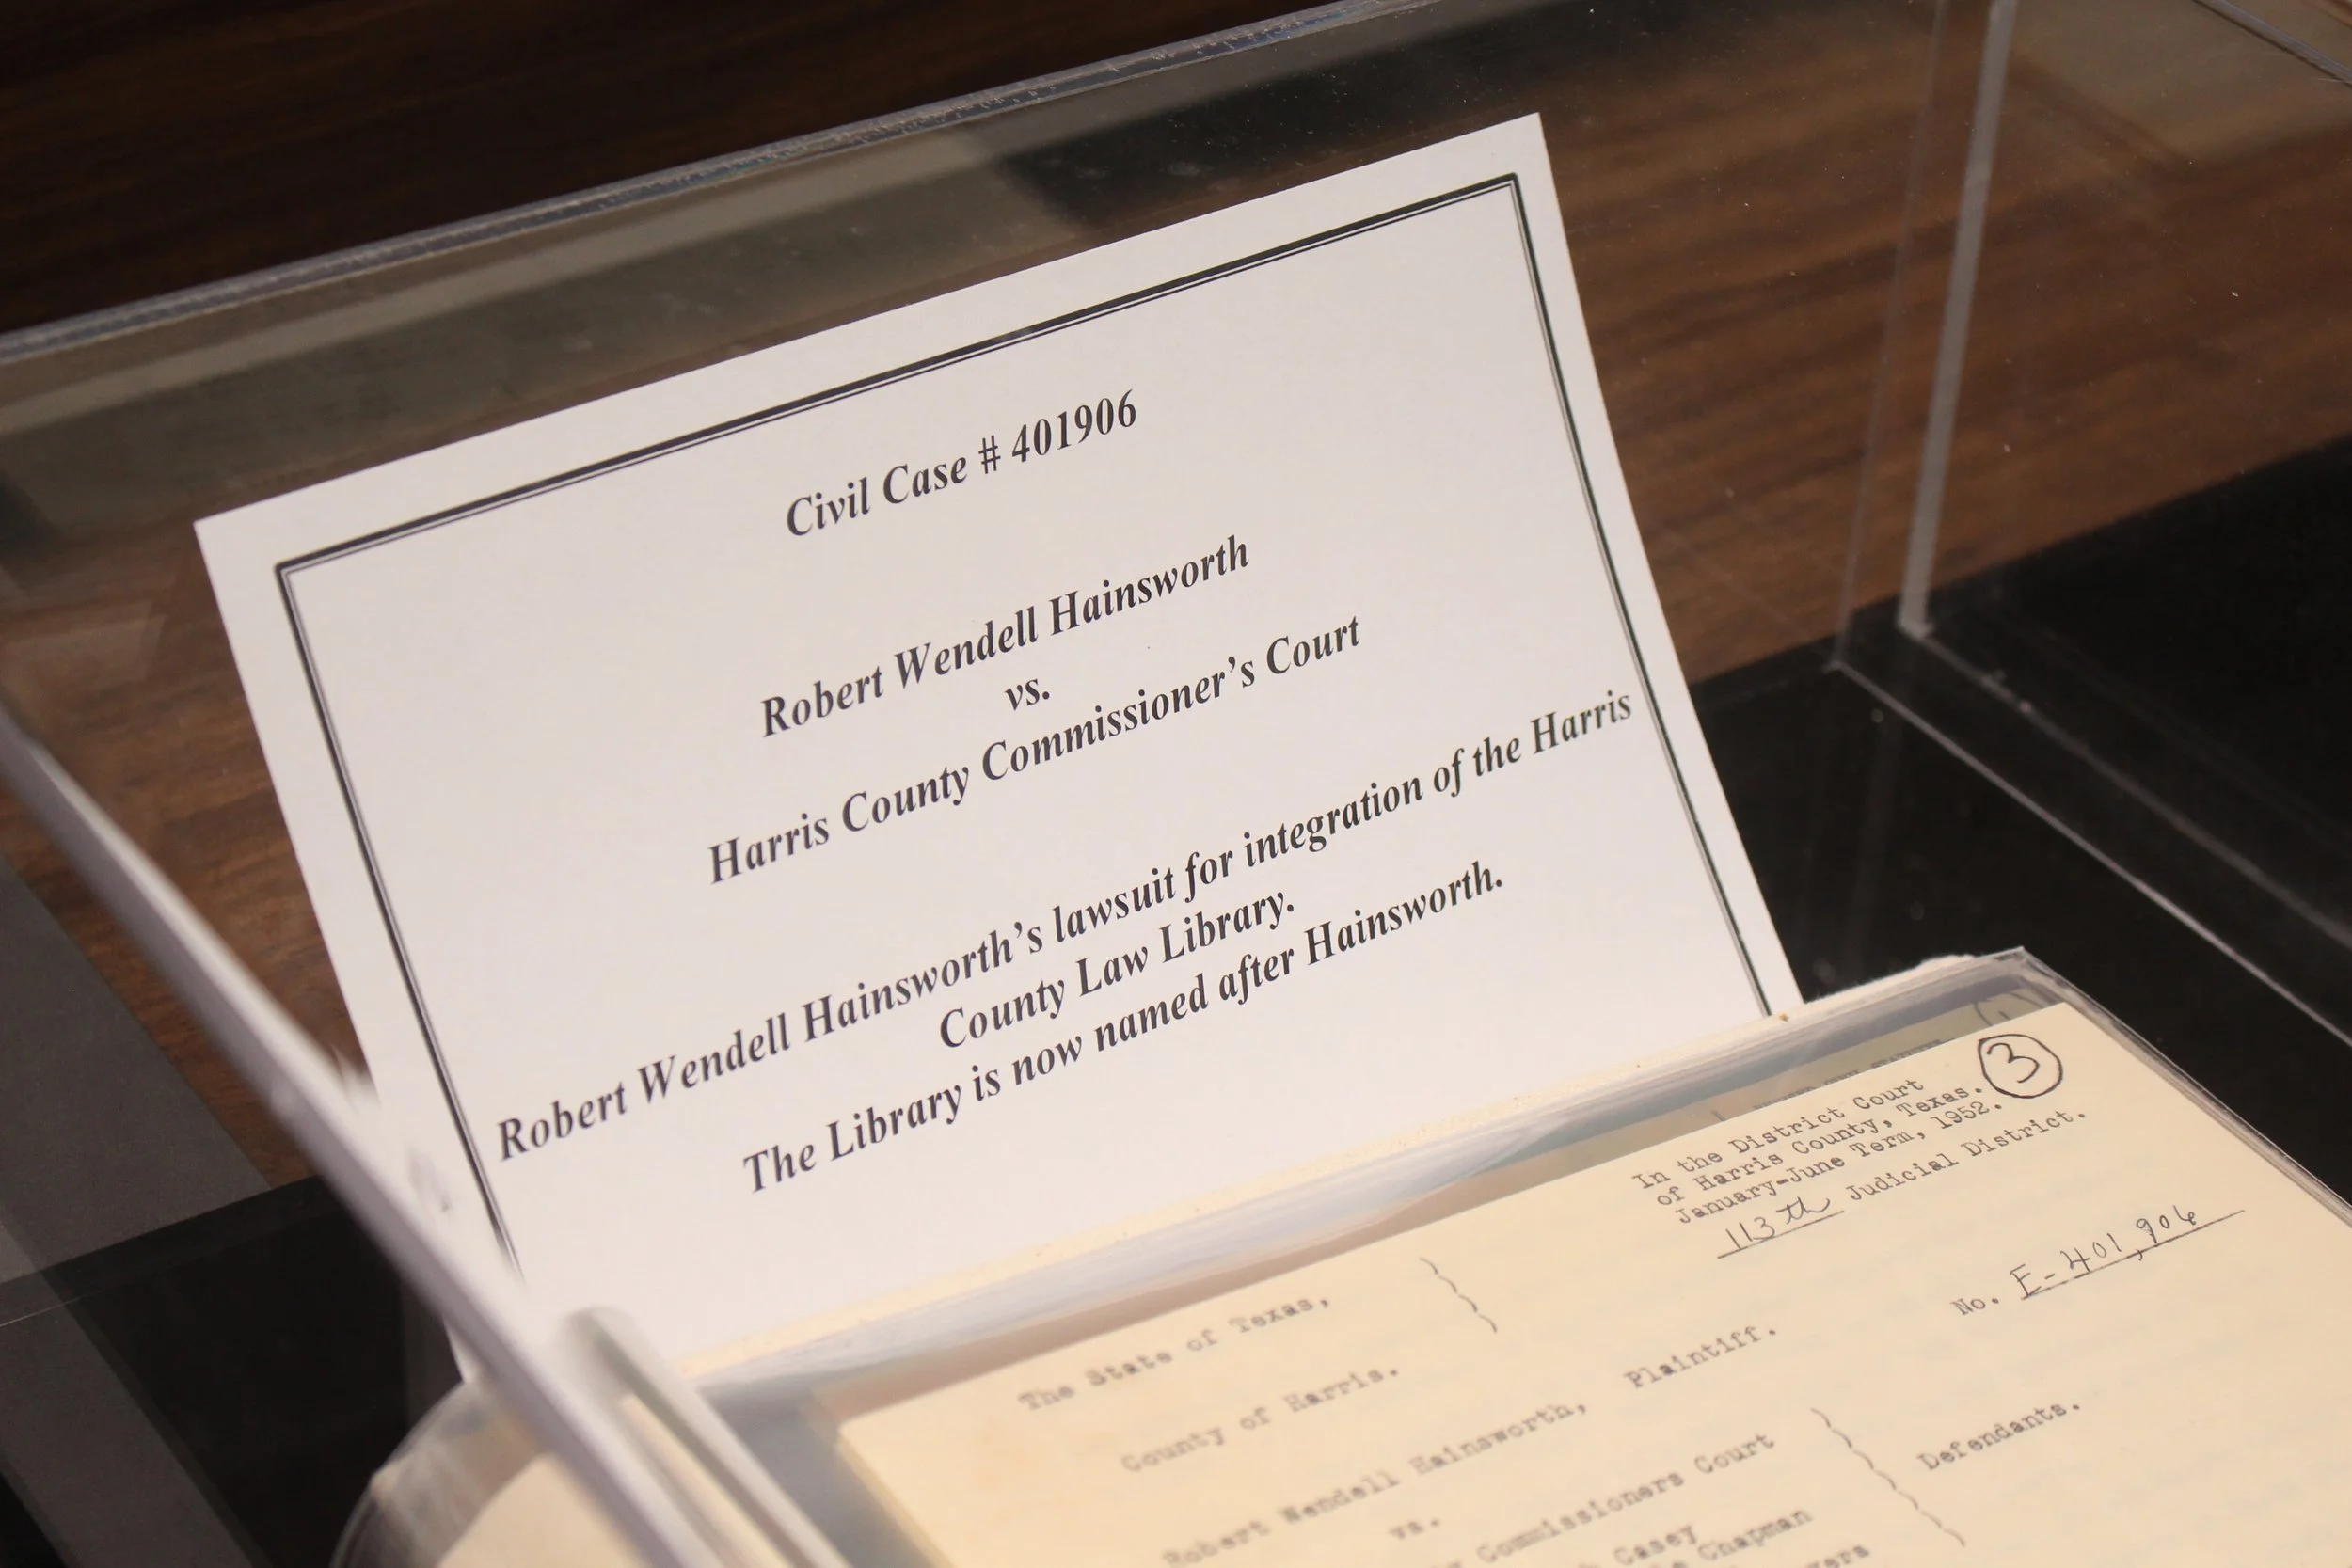 Civil Case # 401906
Robert Wendell Hainsworth
vs.
Harris County Commissioner’s Court
Robert Wendell Hainsworth’s lawsuit for integration of the Harris
County Law Library.
The Library is now named after Hainsworth.
3
In the District Court
of Harris County, Texas.
January-June Term, 1952.
113th Judicial District.
No. E-401,906
The State of Texas,
County of Harris.
Robert Wendell Hainsworth, Plaintiff.
vs.
Commissioners Court
Defendants.
Casey
Chapman